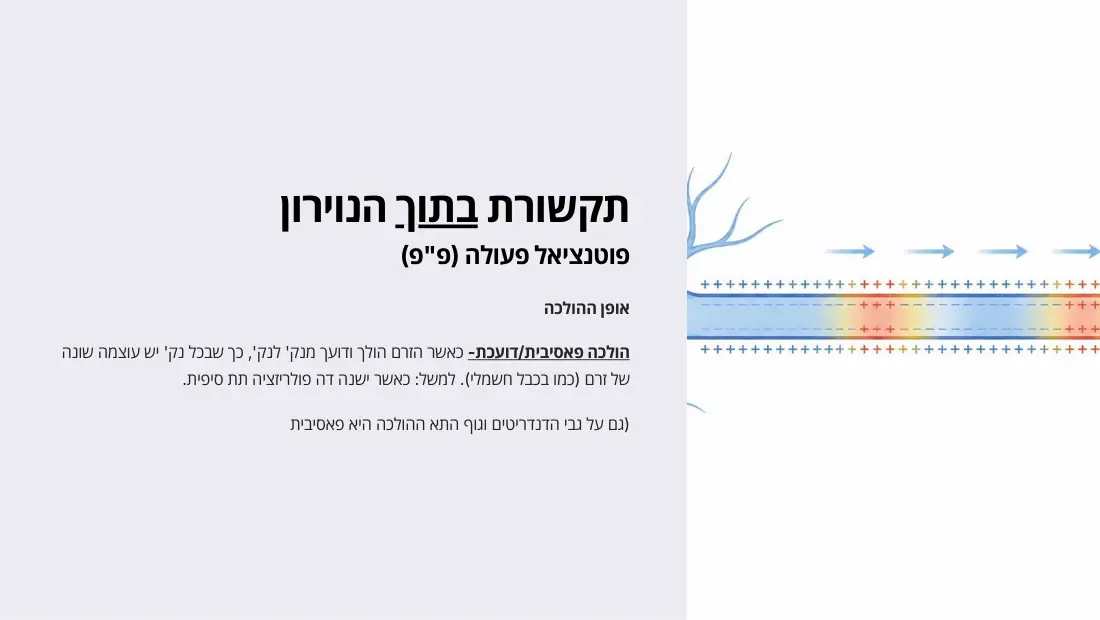 תקשורת בתוך הנוירון
פוטנציאל פעולה (פ"פ)
אופן ההולכה
הולכה פאסיבית/דועכת- כאשר הזרם הולך ודועך מנק' לנק', כך שבכל נק' יש עוצמה שונה
של זרם (כמו בכבל חשמלי). למשל: כאשר ישנה דה פולריזציה תת סיפית.
(גם על גבי הדנדריטים וגוף התא ההולכה היא פאסיבית